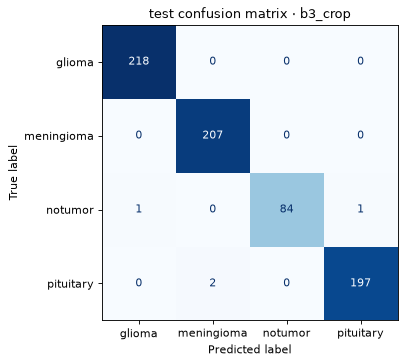 test confusion matrix · b3_crop
True label
glioma 218 0 0 0
meningioma 0 207 0 0
notumor 1 0 84 1
pituitary 0 2 0 197
glioma meningioma notumor pituitary
Predicted label